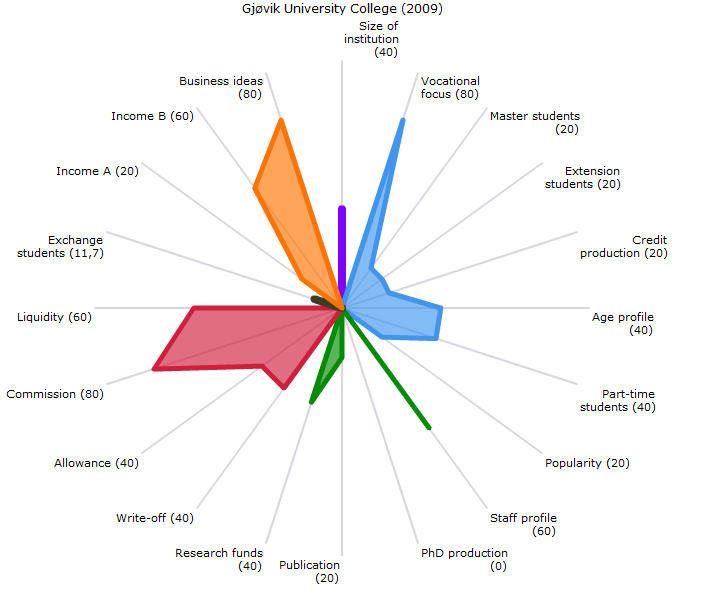 Gjøvik University College (2009)
Size of
institution
(40)
Vocational
focus (80)
Master students
(20)
Extension
students (20)
Credit
production (20)
Age profile
(40)
Part-time
students (40)
Popularity (20)
Staff profile
(60)
PhD production
(0)
Publication
(20)
Research funds
(40)
Write-off (40)
Allowance (40)
Commission (80)
Liquidity (60)
Exchange
students (11,7)
Income A (20)
Income B (60)
Business ideas
(80)